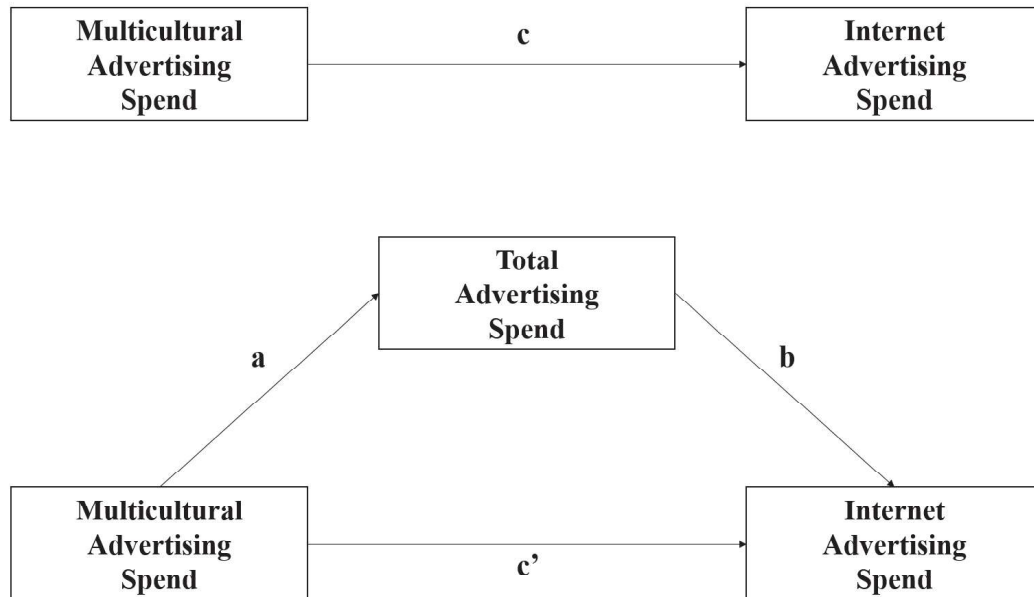 Multicultural
Advertising
Spend
c
Internet
Advertising
Spend
Total
Advertising
Spend
a
b
Multicultural
Advertising
Spend
c’
Internet
Advertising
Spend